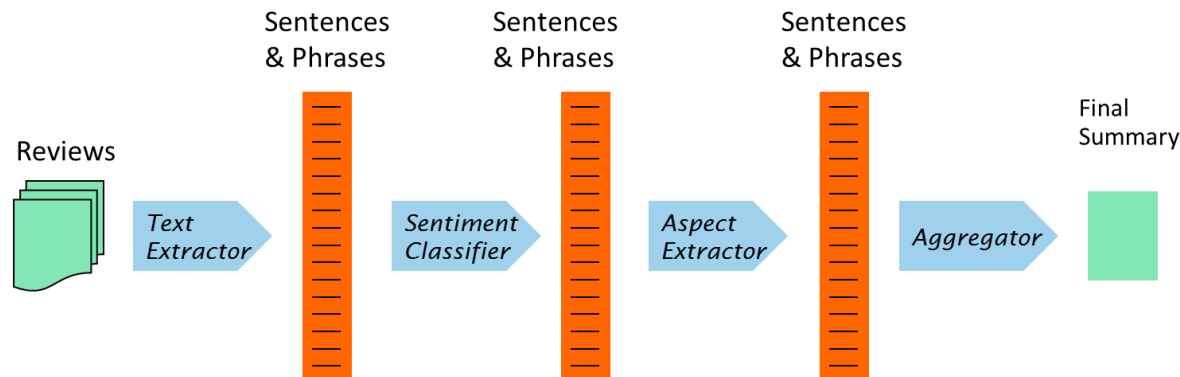 Sentences
& Phrases
Sentences
& Phrases
Sentences
& Phrases
Final
Summary
Reviews
Text
Extractor
Sentiment
Classifier
Aspect
Extractor
Aggregator